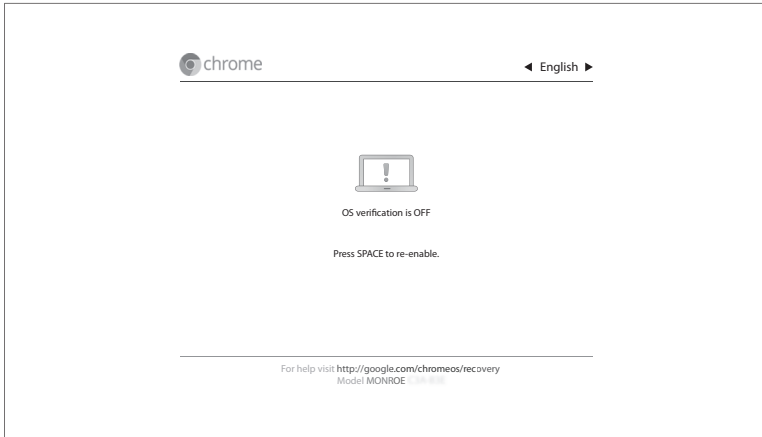 chrome
◀ English ▶
OS verification is OFF
Press SPACE to re-enable.
For help visit http://google.com/chromeos/recovery
Model MONROE